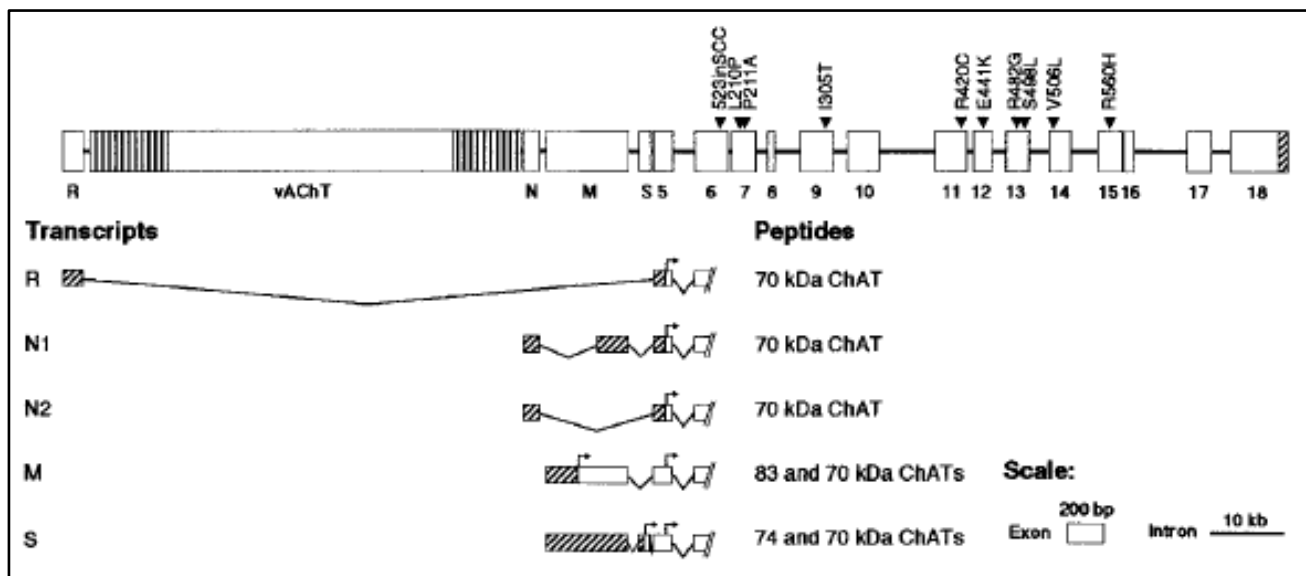 523insCC
L210P
P211A
I305T
R420C
E441K
R482G
S498L
V506L
R560H
R vAChT N M S 5 6 7 8 9 10 11 12 13 14 15 16 17 18
Transcripts Peptides
R 70 kDa ChAT
N1 70 kDa ChAT
N2 70 kDa ChAT
M 83 and 70 kDa ChATs Scale:
200 bp 10 kb
S 74 and 70 kDa ChATs Exon Intron